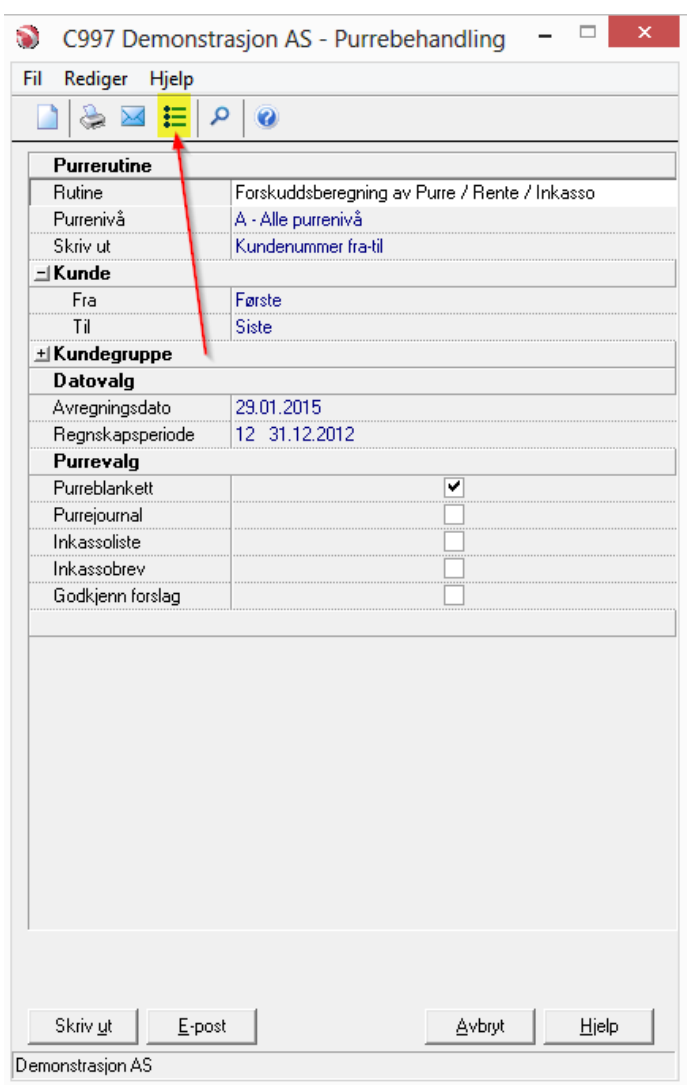 C997 Demonstrasjon AS - Purrebehandling
Fil Rediger Hjelp
Purrerutine
Rutine Forskuddsberegning av Purre / Rente / Inkasso
Purrenivå A - Alle purrenivå
Skriv ut Kundenummer fra-til
Kunde
Fra Første
Til Siste
Kundegruppe
Datovalg
Avregningsdato 29.01.2015
Regnskapsperiode 12 31.12.2012
Purrevalg
Purreblankett
Purrejournal
Inkassoliste
Inkassobrev
Godkjenn forslag
Skriv ut E-post Avbryt Hjelp
Demonstrasjon AS